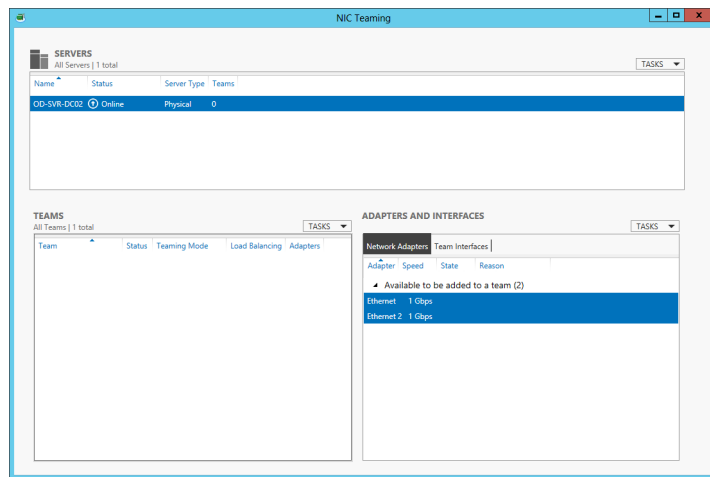 NIC Teaming
SERVERS
All Servers | 1 total
TASKS
Name Status Server Type Teams
OD-SVR-DC02 Online Physical 0
TEAMS
All Teams | 1 total
TASKS
Team Status Teaming Mode Load Balancing Adapters
ADAPTERS AND INTERFACES
TASKS
Network Adapters Team Interfaces
Adapter Speed State Reason
Available to be added to a team (2)
Ethernet 1 Gbps
Ethernet 2 1 Gbps